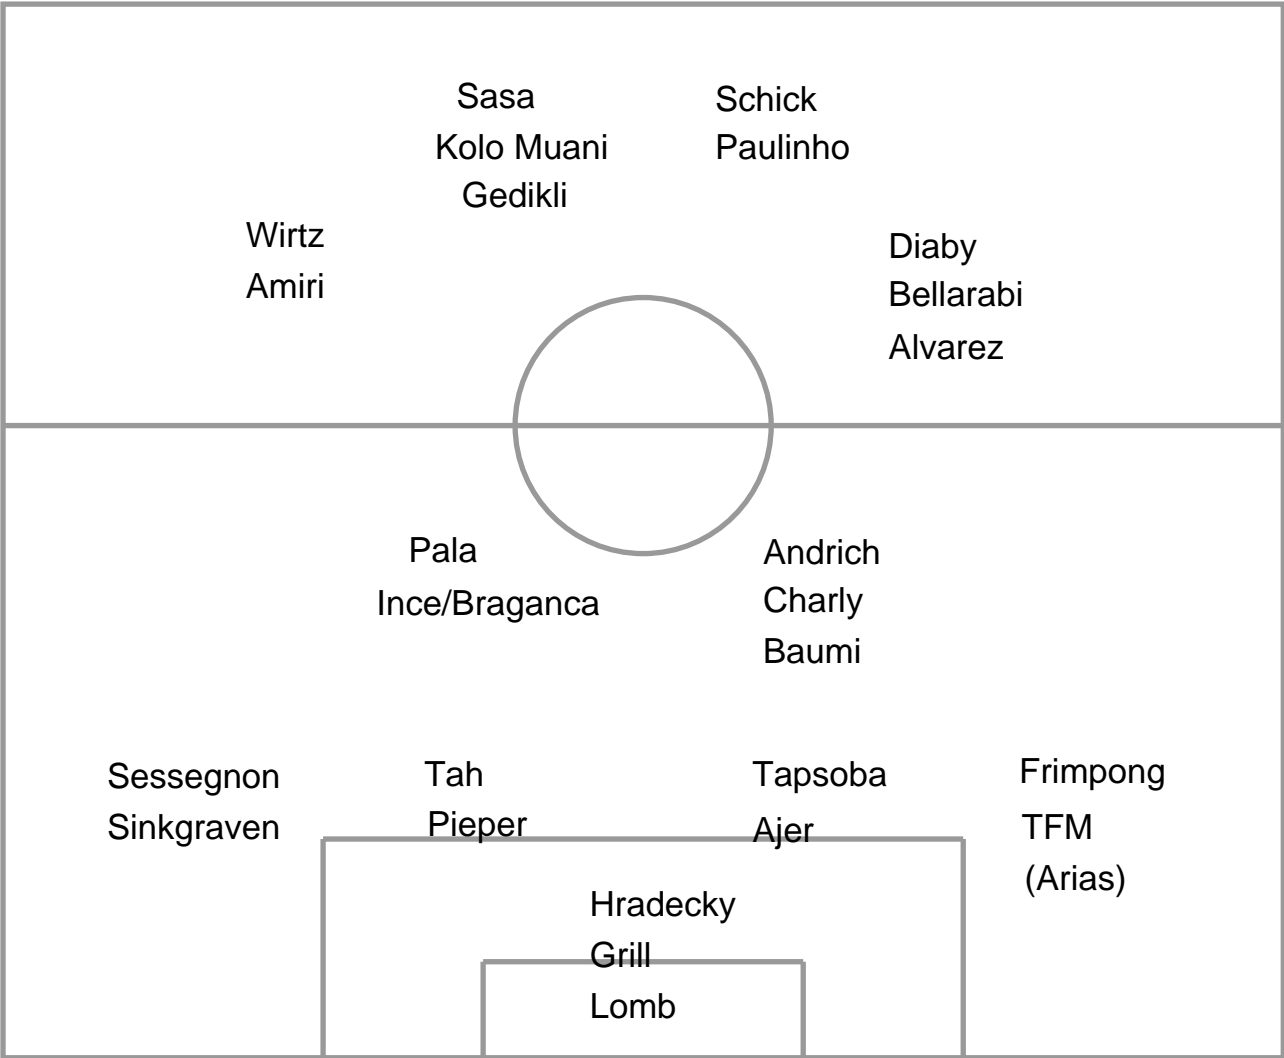 Sasa
Kolo Muani
Gedikli
Schick
Paulinho
Wirtz
Amiri
Diaby
Bellarabi
Alvarez
Pala
Ince/Braganca
Andrich
Charly
Baumi
Sessegnon
Sinkgraven
Tah
Pieper
Tapsoba
Ajer
Frimpong
TFM
(Arias)
Hradecky
Grill
Lomb